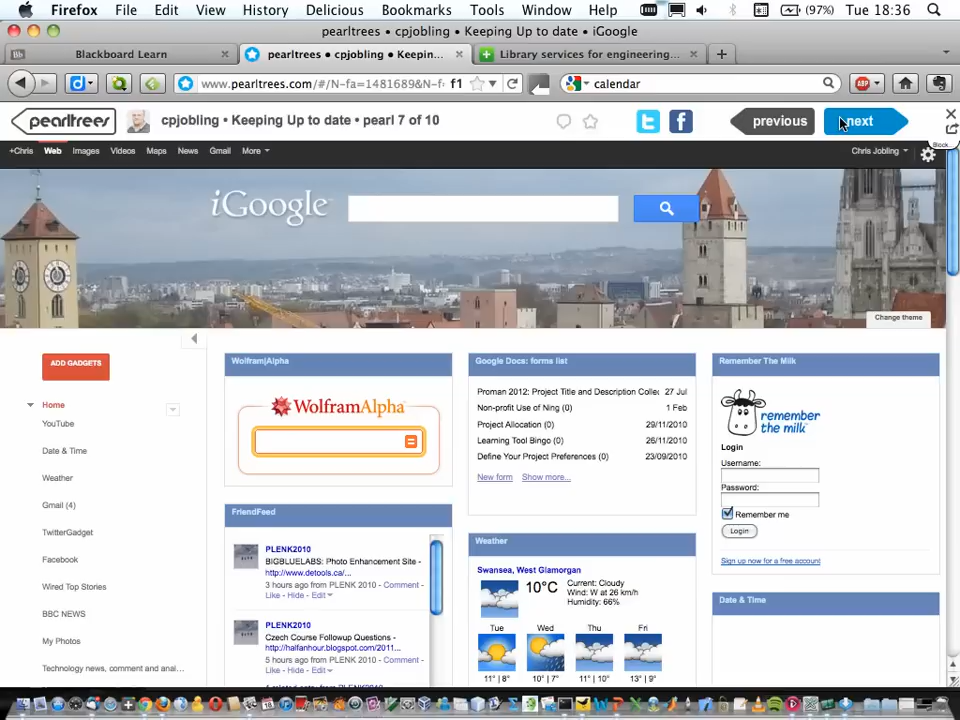 Firefox File Edit View History Delicious Bookmarks Tools Window Help (97%) Tue 18:36
pearltrees • cpjobling • Keeping Up to date • iGoogle
Blackboard Learn
pearltrees • cpjobling • Keepin...
Library services for engineering...
www.pearltrees.com/#/N-fa=1481689&N-f f1
calendar
ABP
pearltrees
cpjobling • Keeping Up to date • pearl 7 of 10
previous
next
Block
+Chris Web Images Videos Maps News Gmail More
Chris Jobling
iGoogle
Change theme
ADD GADGETS
Home
YouTube
Date & Time
Weather
Gmail (4)
TwitterGadget
Facebook
Wired Top Stories
BBC NEWS
My Photos
Technology news, comment and anal...
Wolfram|Alpha
WolframAlpha
FriendFeed
PLENK2010
BIGBLUELABS: Photo Enhancement Site -
http://www.detools.ca/...
3 hours ago from PLENK 2010 - Comment -
Like - Hide - Edit
PLENK2010
Czech Course Followup Questions -
http://halfanhour.blogspot.com/2011...
5 hours ago from PLENK 2010 - Comment -
Like - Hide - Edit
Google Docs: forms list
Proman 2012: Project Title and Description Collec 27 Jul
Non-profit Use of Ning (0) 1 Feb
Project Allocation (0) 29/11/2010
Learning Tool Bingo (0) 26/11/2010
Define Your Project Preferences (0) 23/09/2010
New form Show more...
Weather
Swansea, West Glamorgan
10°C
Current: Cloudy
Wind: W at 26 km/h
Humidity: 66%
Tue Wed Thu Fri
11° | 8° 10° | 7° 11° | 10° 13° | 9°
Remember The Milk
remember
the milk
Login
Username:
Password:
Remember me
Login
Sign up now for a free account
Date & Time